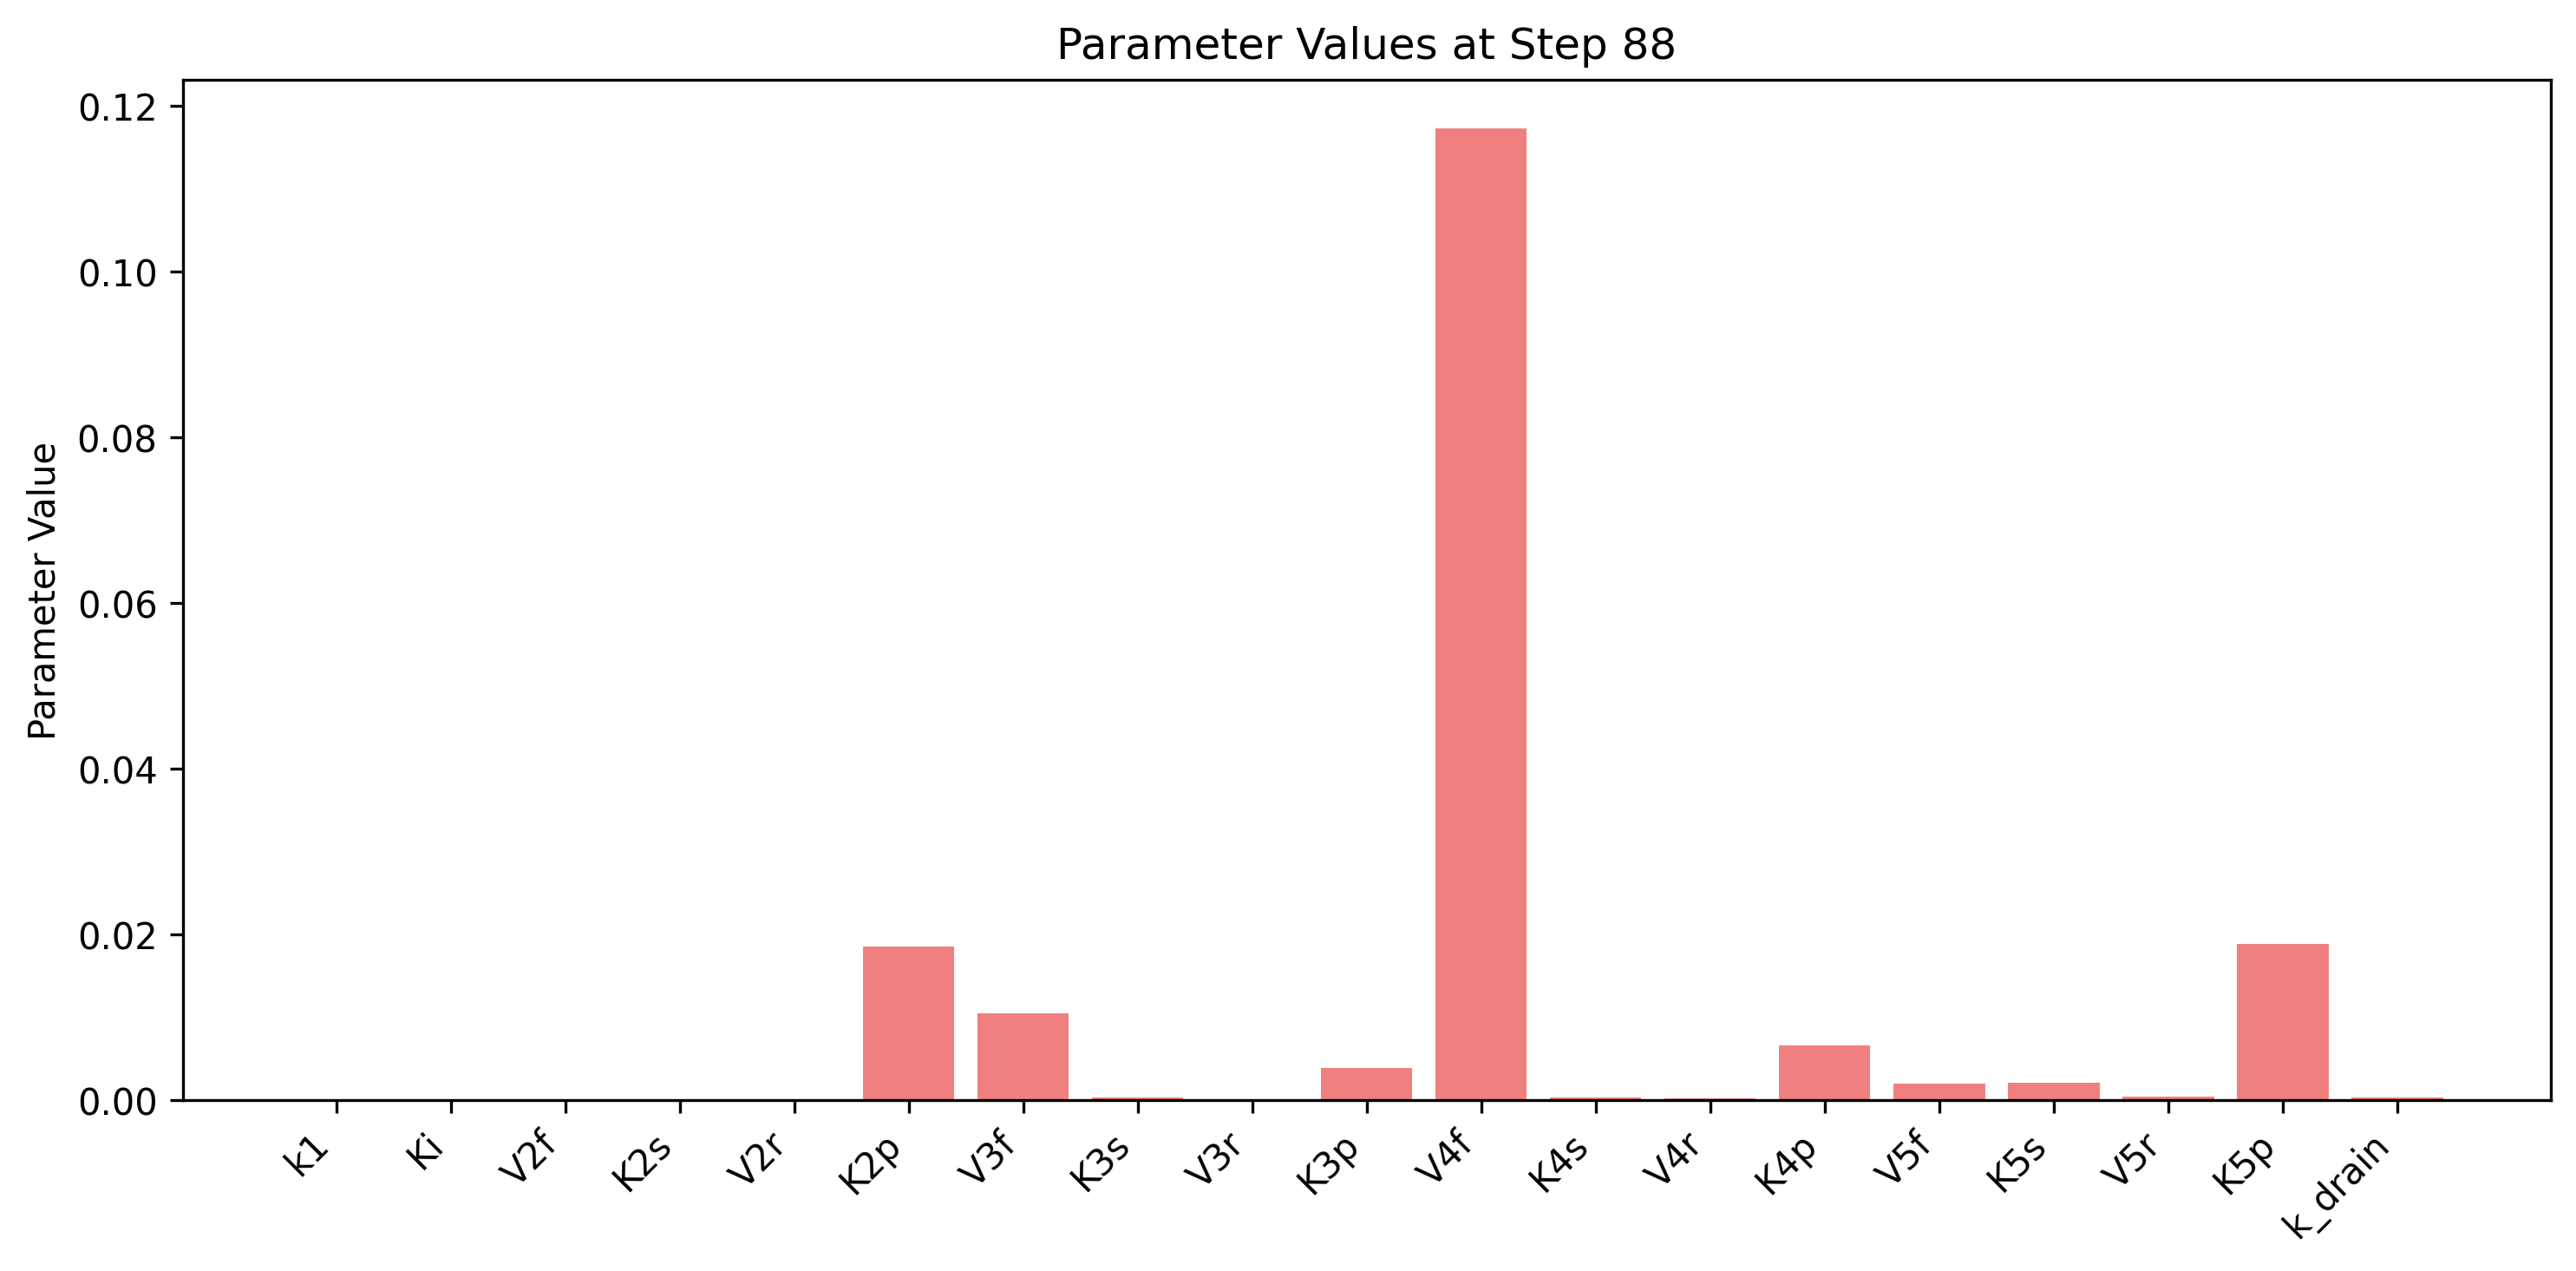 Parameter Values at Step 88
Parameter Value
0.12
0.10
0.08
0.06
0.04
0.02
0.00
k1
Ki
V2f
K2s
V2r
K2p
V3f
K3s
V3r
K3p
V4f
K4s
V4r
K4p
V5f
K5s
V5r
K5p
k_drain